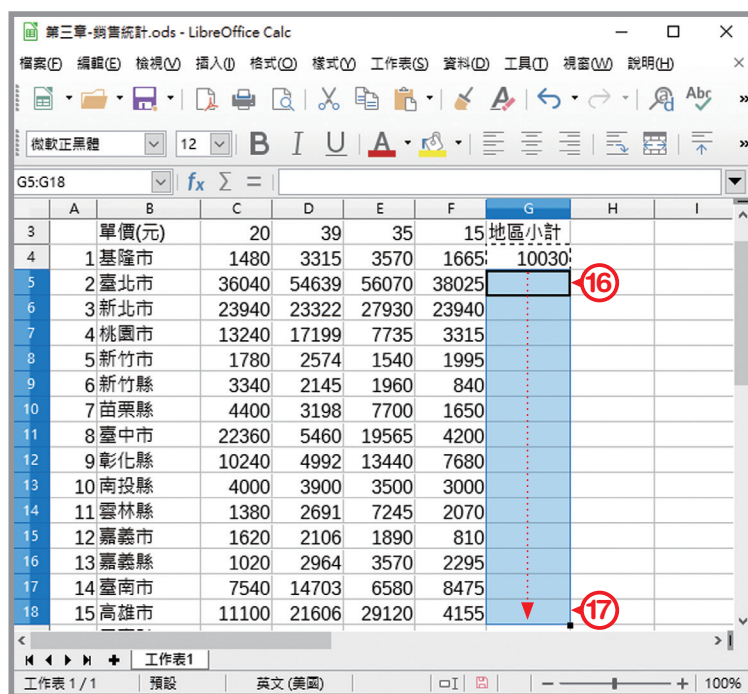 第三章-銷售統計.ods - LibreOffice Calc
檔案(F) 編輯(E) 檢視(V) 插入(I) 格式(O) 樣式(Y) 工作表(S) 資料(D) 工具(T) 視窗(W) 說明(H)
Abc
微軟正黑體 12 B I U A
G5:G18 fx Σ =
A B C D E F G H I
3 單價(元) 20 39 35 15 地區小計
4 1 基隆市 1480 3315 3570 1665 10030
5 2 臺北市 36040 54639 56070 38025 16
6 3 新北市 23940 23322 27930 23940
7 4 桃園市 13240 17199 7735 3315
8 5 新竹市 1780 2574 1540 1995
9 6 新竹縣 3340 2145 1960 840
10 7 苗栗縣 4400 3198 7700 1650
11 8 臺中市 22360 5460 19565 4200
12 9 彰化縣 10240 4992 13440 7680
13 10 南投縣 4000 3900 3500 3000
14 11 雲林縣 1380 2691 7245 2070
15 12 嘉義市 1620 2106 1890 810
16 13 嘉義縣 1020 2964 3570 2295
17 14 臺南市 7540 14703 6580 8475
18 15 高雄市 11100 21606 29120 4155 17
工作表1
工作表 1 / 1 預設 英文 (美國) 100%